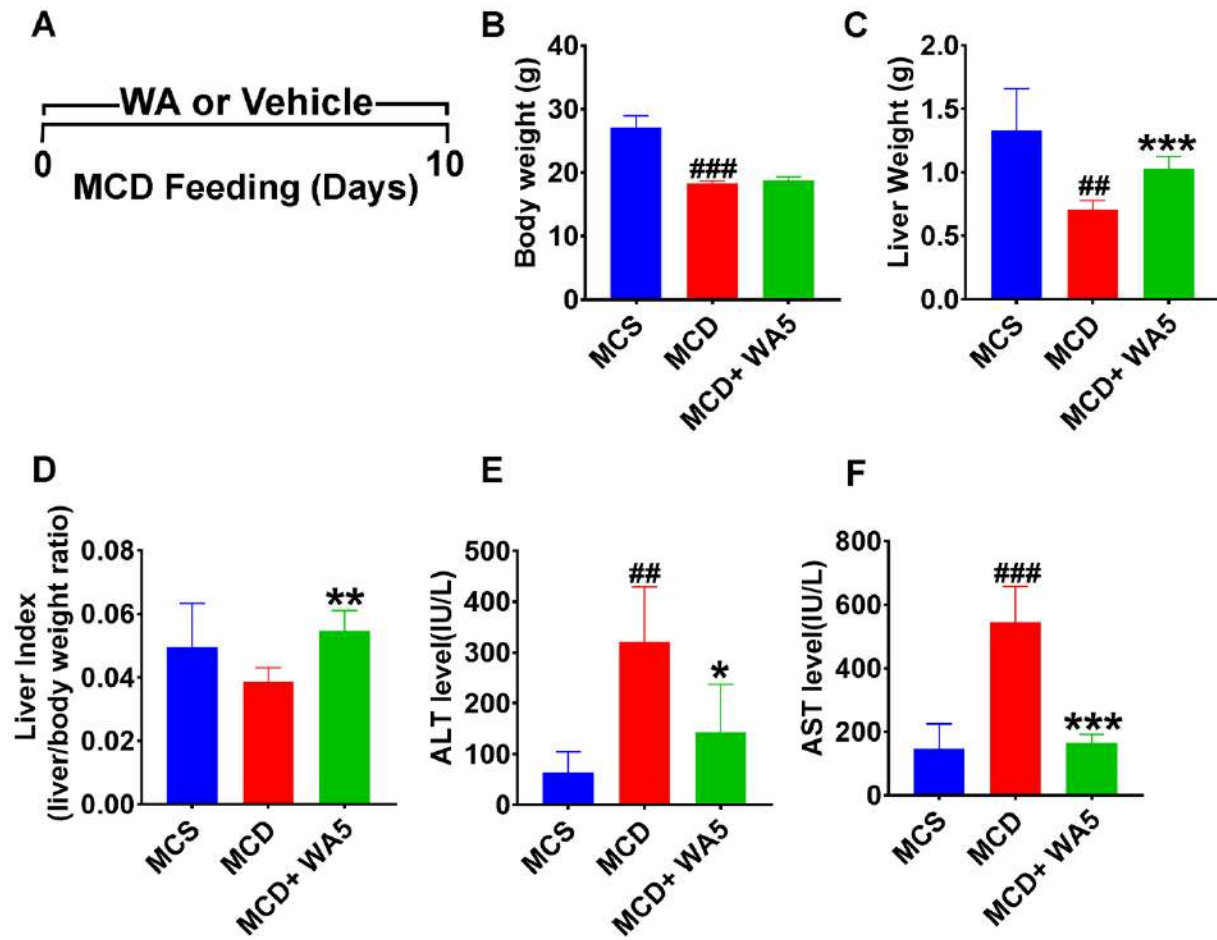 A
WA or Vehicle
0
10
MCD Feeding (Days)
B
Body weight (g)
40
30
20
10
0
###
MCS
MCD
MCD+ WA5
C
Liver Weight (g)
2.0
1.5
1.0
0.5
0.0
##
***
MCS
MCD
MCD+ WA5
D
Liver Index
(liver/body weight ratio)
0.08
0.06
0.04
0.02
0.00
**
MCS
MCD
MCD+ WA5
E
ALT level(IU/L)
500
400
300
200
100
0
##
*
MCS
MCD
MCD+ WA5
F
AST level(IU/L)
800
600
400
200
0
###
***
MCS
MCD
MCD+ WA5